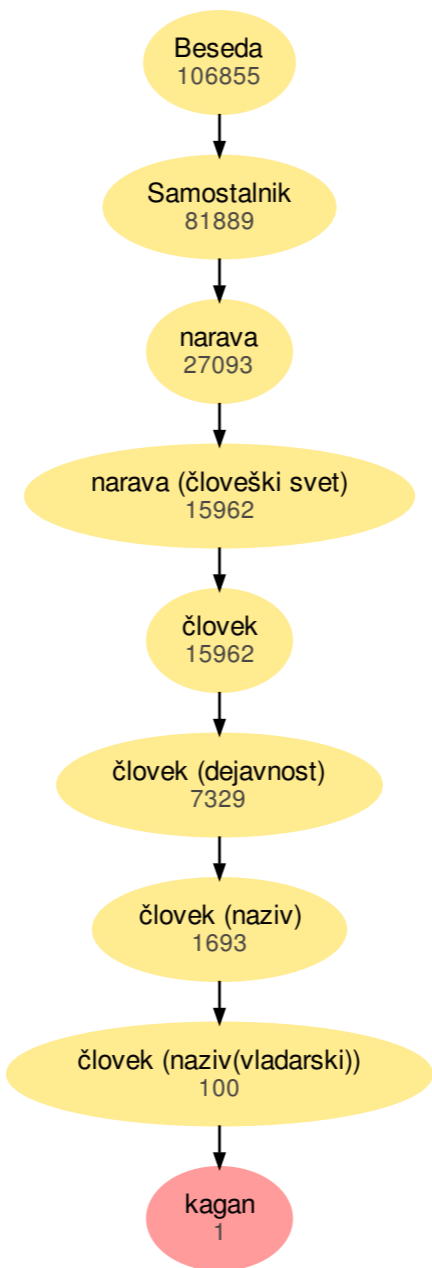 Beseda
106855
Samostalnik
81889
narava
27093
narava (človeški svet)
15962
človek
15962
človek (dejavnost)
7329
človek (naziv)
1693
človek (naziv(vladarski))
100
kagan
1